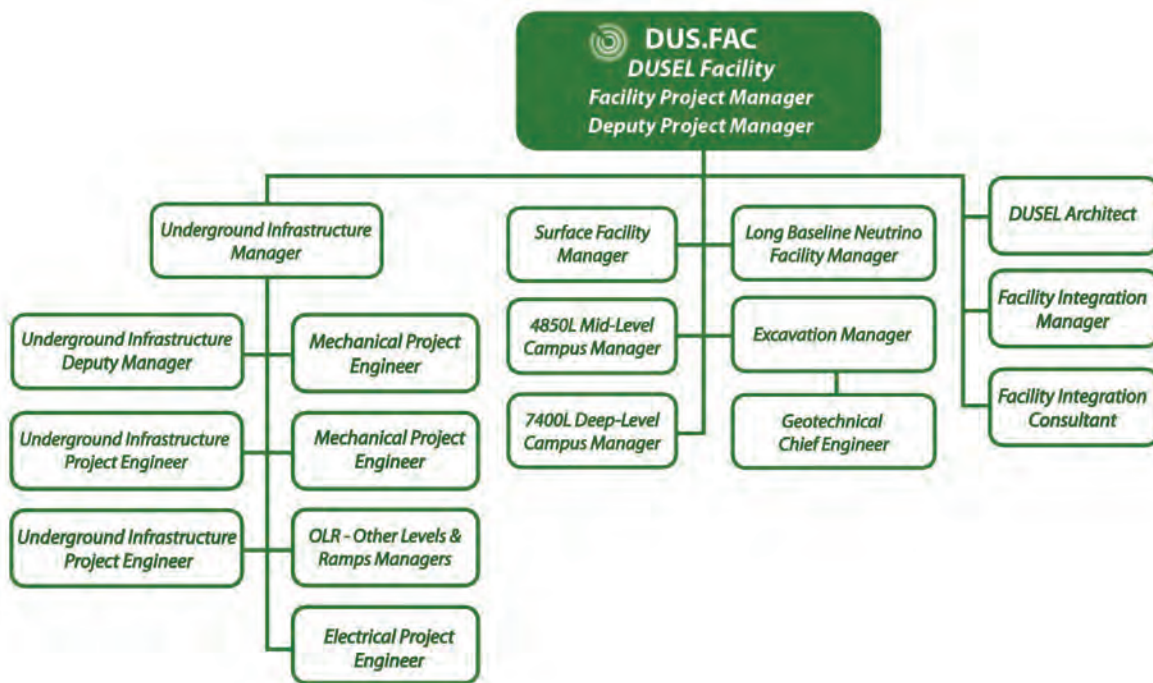 DUS.FAC
DUSEL Facility
Facility Project Manager
Deputy Project Manager
Underground Infrastructure
Manager
Underground Infrastructure
Deputy Manager
Mechanical Project
Engineer
Underground Infrastructure
Project Engineer
Mechanical Project
Engineer
Underground Infrastructure
Project Engineer
OLR - Other Levels &
Ramps Managers
Electrical Project
Engineer
Surface Facility
Manager
Long Baseline Neutrino
Facility Manager
4850L Mid-Level
Campus Manager
Excavation Manager
7400L Deep-Level
Campus Manager
Geotechnical
Chief Engineer
DUSEL Architect
Facility Integration
Manager
Facility Integration
Consultant